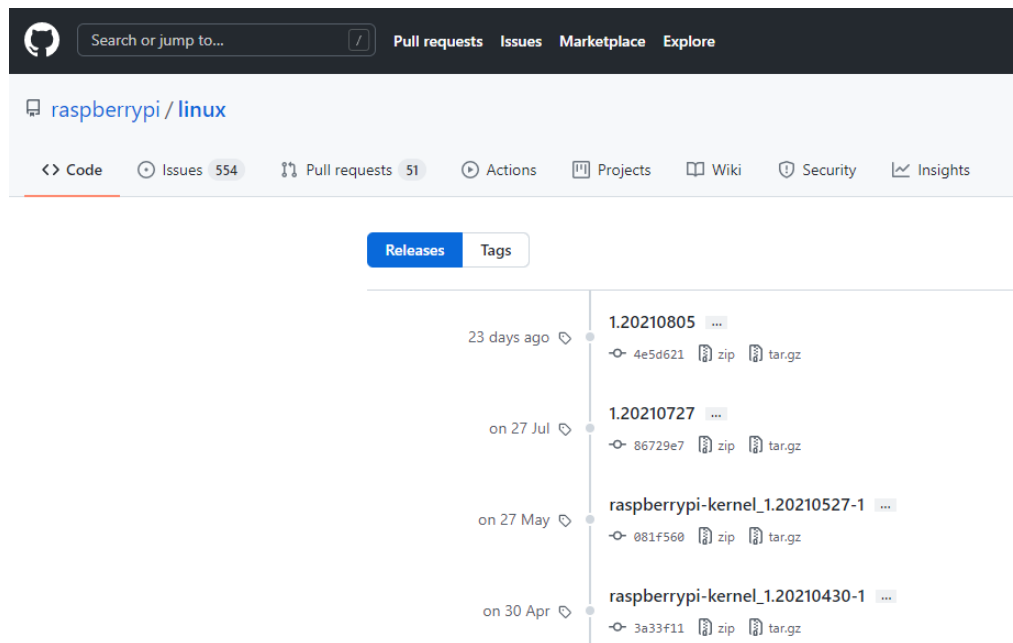 Search or jump to... / Pull requests Issues Marketplace Explore
raspberrypi / linux
<> Code Issues 554 Pull requests 51 Actions Projects Wiki Security Insights
Releases Tags
1.20210805 ...
23 days ago
4e5d621 zip tar.gz
1.20210727 ...
on 27 Jul
86729e7 zip tar.gz
raspberrypi-kernel_1.20210527-1 ...
on 27 May
081f560 zip tar.gz
raspberrypi-kernel_1.20210430-1 ...
on 30 Apr
3a33f11 zip tar.gz